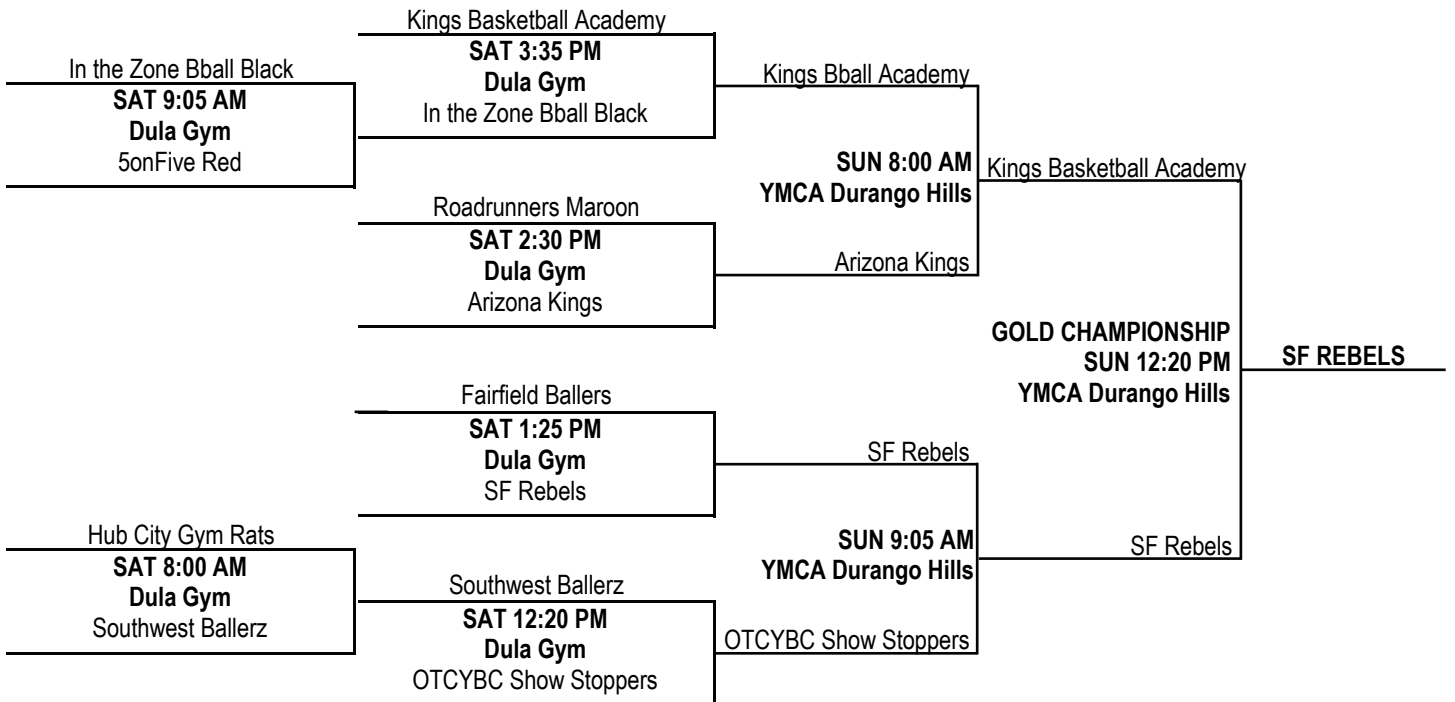 Kings Basketball Academy
SAT 3:35 PM
Dula Gym
In the Zone Bball Black
In the Zone Bball Black
SAT 9:05 AM
Dula Gym
5onFive Red
Kings Bball Academy
SUN 8:00 AM
YMCA Durango Hills
Arizona Kings
Kings Basketball Academy
Roadrunners Maroon
SAT 2:30 PM
Dula Gym
Arizona Kings
GOLD CHAMPIONSHIP
SUN 12:20 PM
YMCA Durango Hills
SF REBELS
Fairfield Ballers
SAT 1:25 PM
Dula Gym
SF Rebels
SF Rebels
SUN 9:05 AM
YMCA Durango Hills
OTCYBC Show Stoppers
SF Rebels
Hub City Gym Rats
SAT 8:00 AM
Dula Gym
Southwest Ballerz
Southwest Ballerz
SAT 12:20 PM
Dula Gym
OTCYBC Show Stoppers